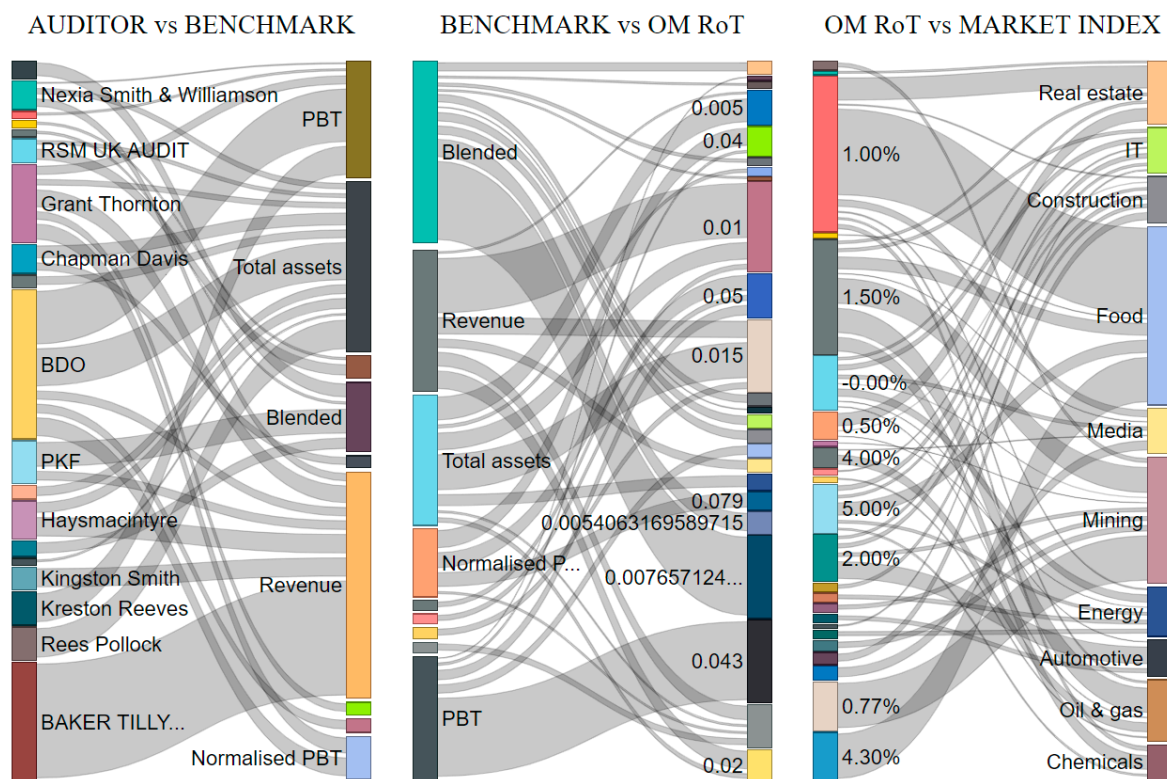 AUDITOR vs BENCHMARK
Nexia Smith & Williamson
RSM UK AUDIT
Grant Thornton
Chapman Davis
BDO
PKF
Haysmacintyre
Kingston Smith
Kreston Reeves
Rees Pollock
BAKER TILLY...
PBT
Total assets
Blended
Revenue
Normalised PBT
BENCHMARK vs OM RoT
Blended
Revenue
Total assets
Normalised P...
PBT
0.005
0.04
0.01
0.05
0.015
0.079
0.0054063169589715
0.007657124...
0.043
0.02
OM RoT vs MARKET INDEX
1.00%
1.50%
-0.00%
0.50%
4.00%
5.00%
2.00%
0.77%
4.30%
Real estate
IT
Construction
Food
Media
Mining
Energy
Automotive
Oil & gas
Chemicals